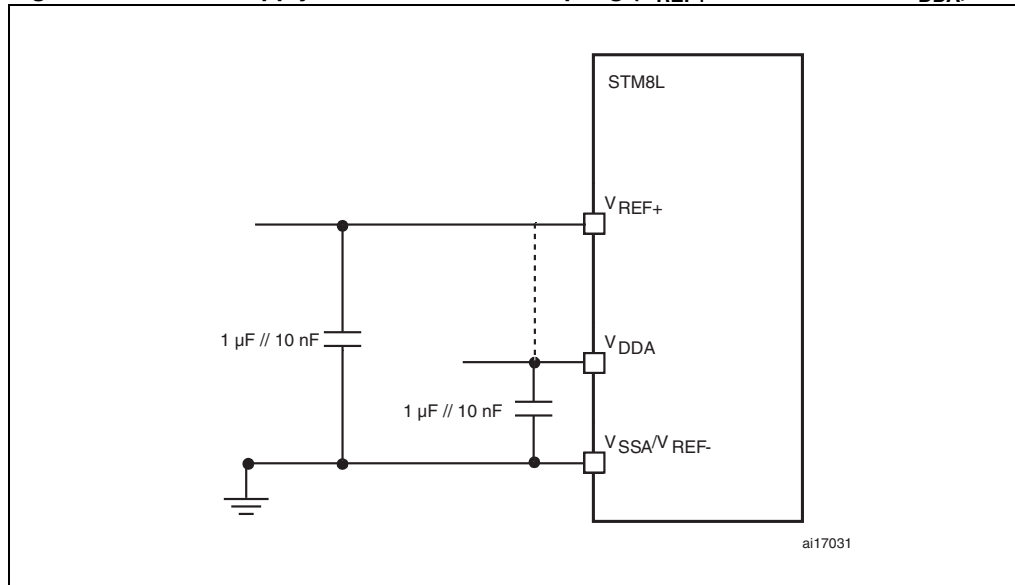 STM8L
VREF+
1 µF // 10 nF
VDDA
1 µF // 10 nF
VSSA/VREF-
ai17031